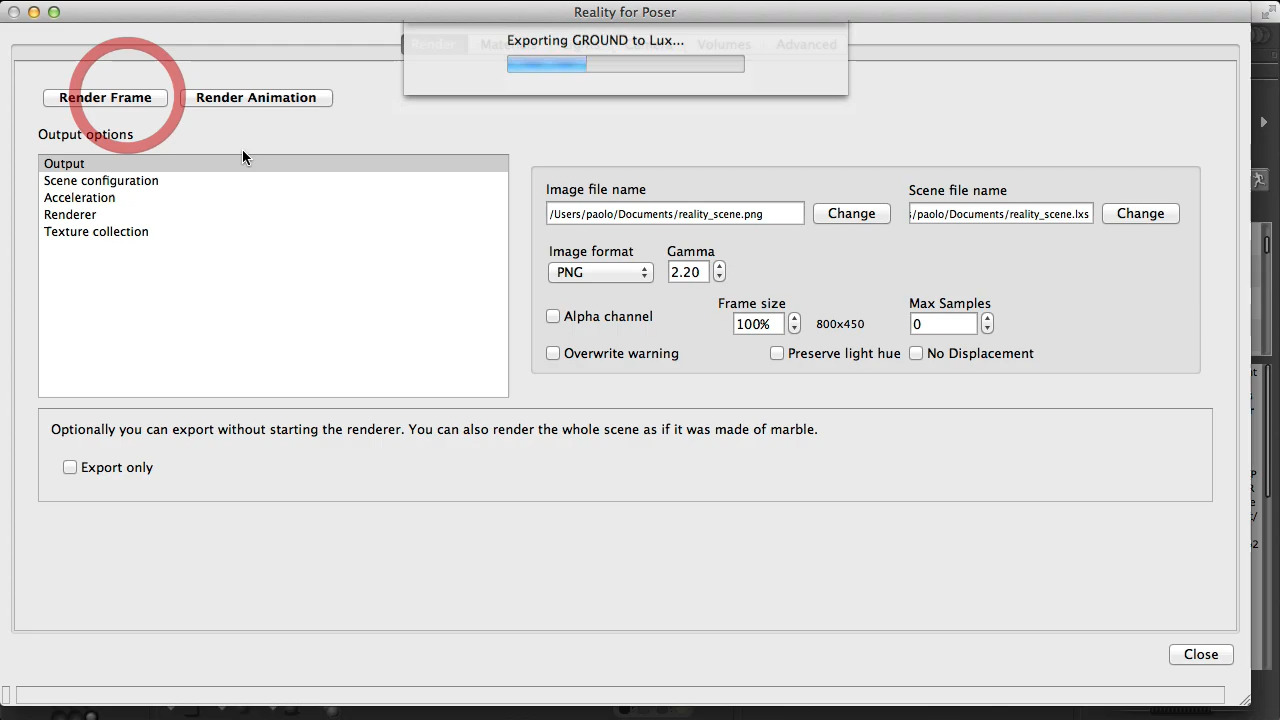 Reality for Poser
Exporting GROUND to Lux...
Render Materials Volumes Advanced
Render Frame Render Animation
Output options
Output
Scene configuration
Acceleration
Renderer
Texture collection
Image file name Scene file name
/Users/paolo/Documents/reality_scene.png Change :/paolo/Documents/reality_scene.lxs Change
Image format Gamma
PNG 2.20
Alpha channel Frame size Max Samples
100% 800x450 0
Overwrite warning Preserve light hue No Displacement
Optionally you can export without starting the renderer. You can also render the whole scene as if it was made of marble.
Export only
Close